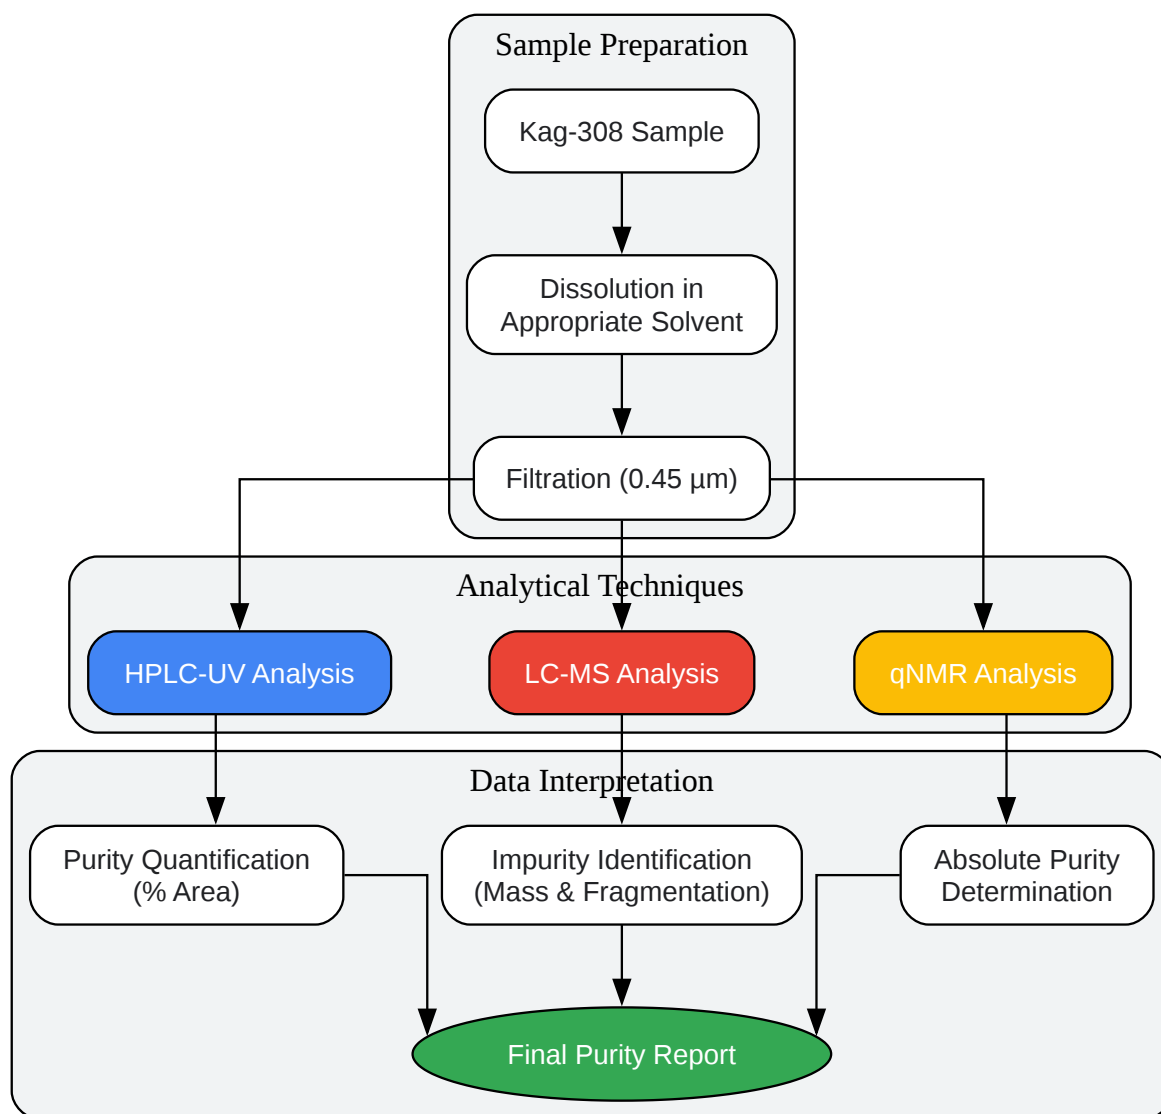 Sample Preparation
Kag-308 Sample
Dissolution in
Appropriate Solvent
Filtration (0.45 µm)
Analytical Techniques
HPLC-UV Analysis
LC-MS Analysis
qNMR Analysis
Data Interpretation
Purity Quantification
(% Area)
Impurity Identification
(Mass & Fragmentation)
Absolute Purity
Determination
Final Purity Report